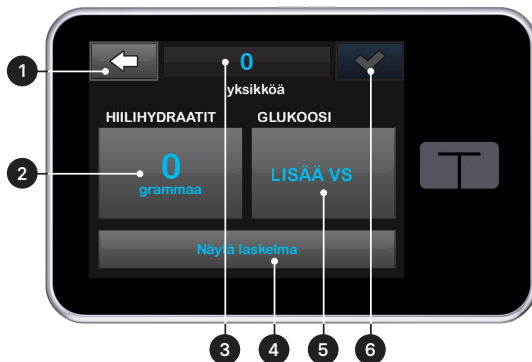 0
yksikköä
HIILIHYDRAATIT
GLUKOOSI
0
grammaa
LISÄÄ VS
Näytä laskelma
1
2
3
4
5
6